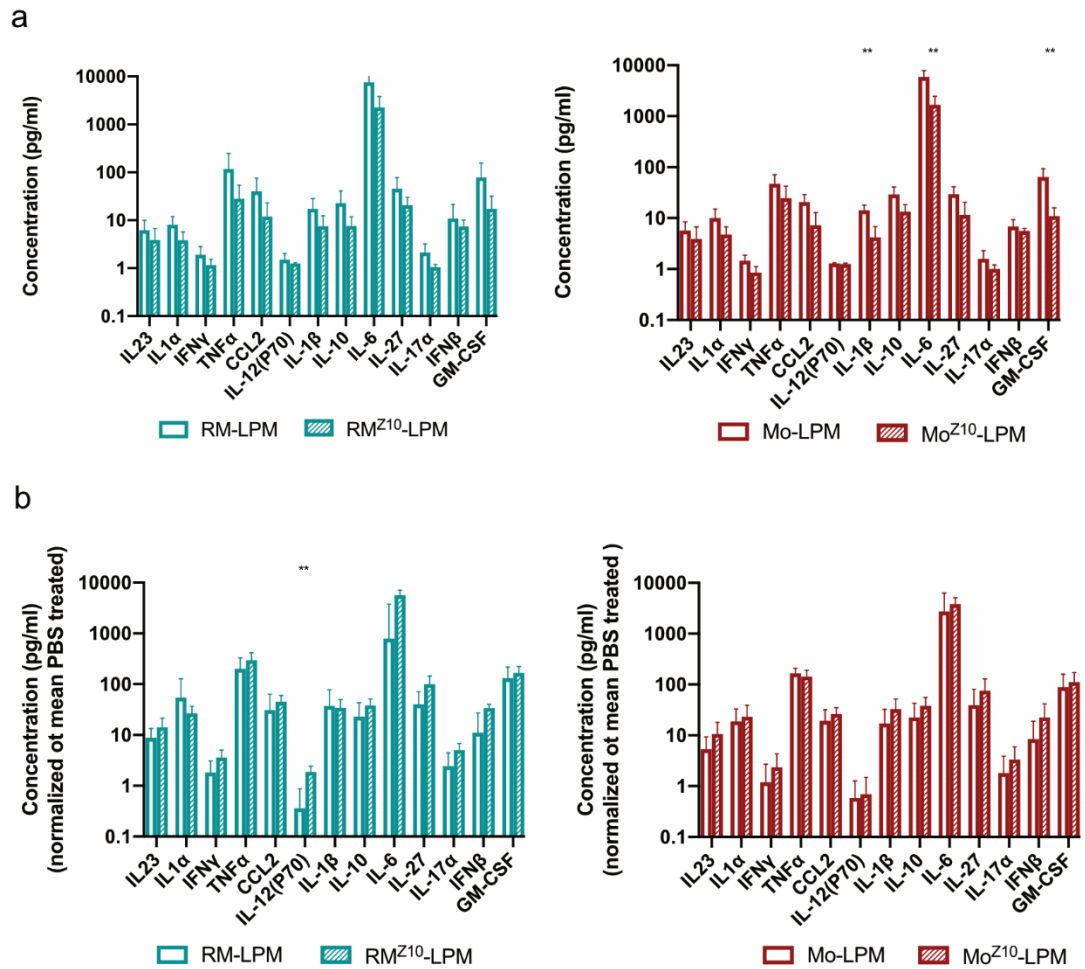 a
Concentration (pg/ml)
10000
1000
100
10
1
0.1
IL23
IL1α
IFNγ
TNFα
CCL2
IL-12(P70)
IL-1β
IL-10
IL-6
IL-27
IL-17α
IFNβ
GM-CSF
RM-LPM
RMZ10-LPM
Concentration (pg/ml)
10000
1000
100
10
1
0.1
**
**
**
IL23
IL1α
IFNγ
TNFα
CCL2
IL-12(P70)
IL-1β
IL-10
IL-6
IL-27
IL-17α
IFNβ
GM-CSF
Mo-LPM
MoZ10-LPM
b
Concentration (pg/ml)
(normalized ot mean PBS treated)
10000
1000
100
10
1
0.1
**
IL23
IL1α
IFNγ
TNFα
CCL2
IL-12(P70)
IL-1β
IL-10
IL-6
IL-27
IL-17α
IFNβ
GM-CSF
RM-LPM
RMZ10-LPM
Concentration (pg/ml)
(normalized ot mean PBS treated )
10000
1000
100
10
1
0.1
IL23
IL1α
IFNγ
TNFα
CCL2
IL-12(P70)
IL-1β
IL-10
IL-6
IL-27
IL-17α
IFNβ
GM-CSF
Mo-LPM
MoZ10-LPM